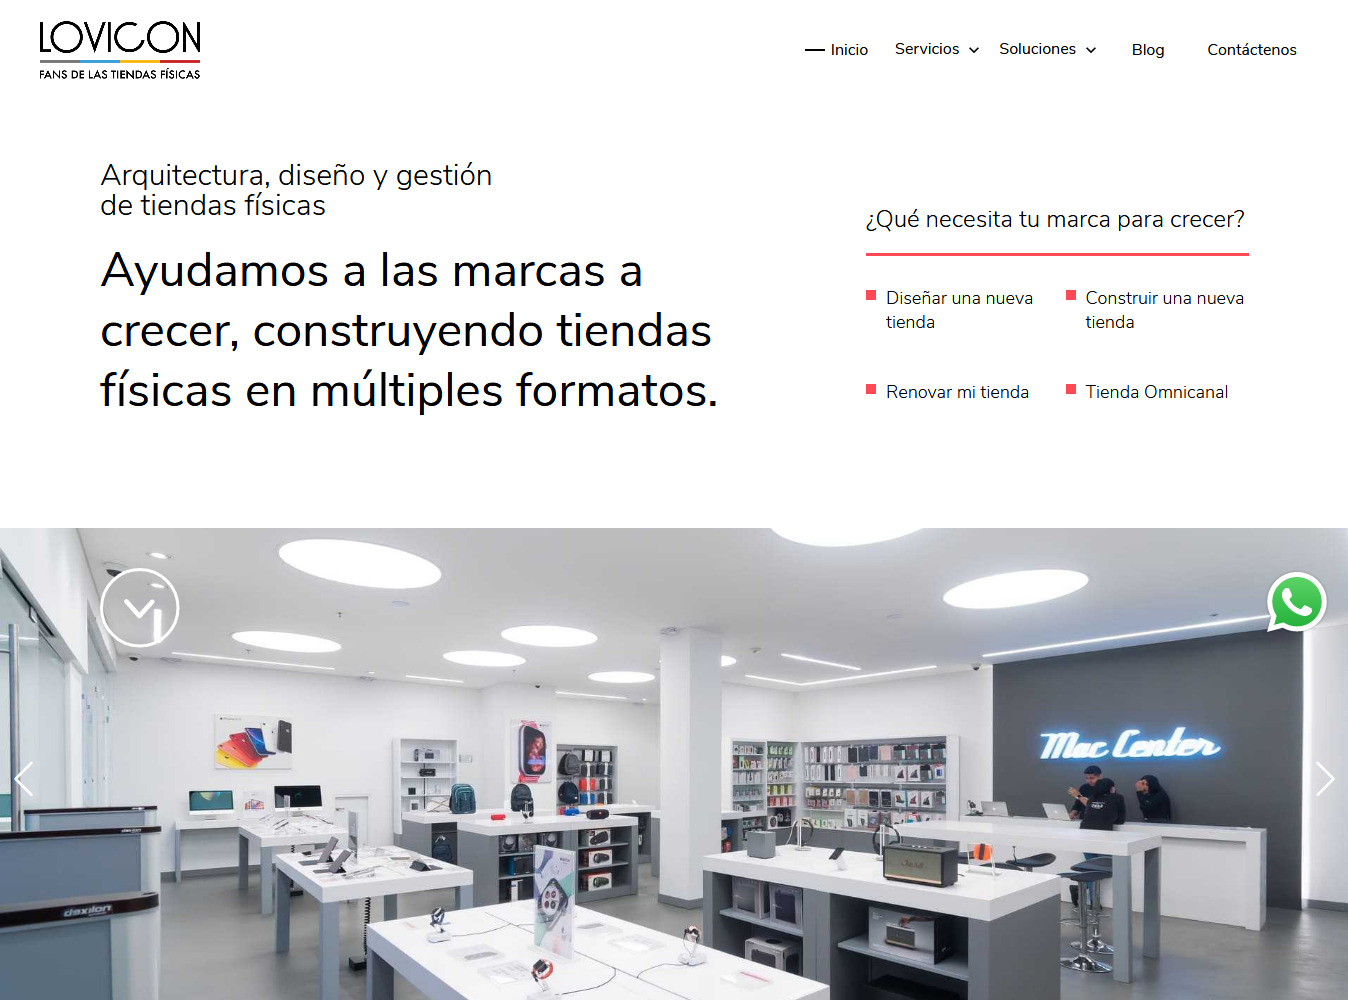 LOVICON
FANS DE LAS TIENDAS FÍSICAS
Inicio
Servicios
Soluciones
Blog
Contáctenos
Arquitectura, diseño y gestión
de tiendas físicas
Ayudamos a las marcas a
crecer, construyendo tiendas
físicas en múltiples formatos.
¿Qué necesita tu marca para crecer?
Diseñar una nueva
tienda
Construir una nueva
tienda
Renovar mi tienda
Tienda Omnicanal
Mac Center